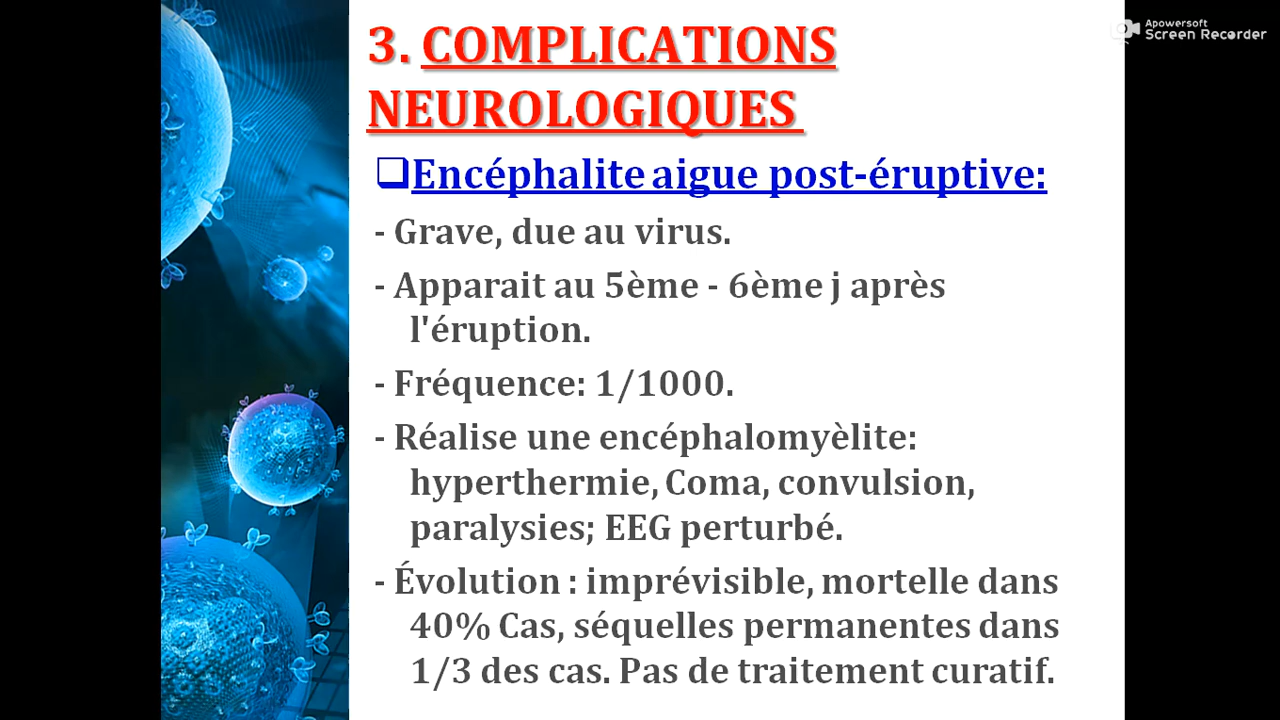 3. COMPLICATIONS
NEUROLOGIQUES
❑Encéphalite aigue post-éruptive:
- Grave, due au virus.
- Apparait au 5ème - 6ème j après
l'éruption.
- Fréquence: 1/1000.
- Réalise une encéphalomyèlite:
hyperthermie, Coma, convulsion,
paralysies; EEG perturbé.
- Évolution : imprévisible, mortelle dans
40% Cas, séquelles permanentes dans
1/3 des cas. Pas de traitement curatif.
Apowersoft
Screen Recorder